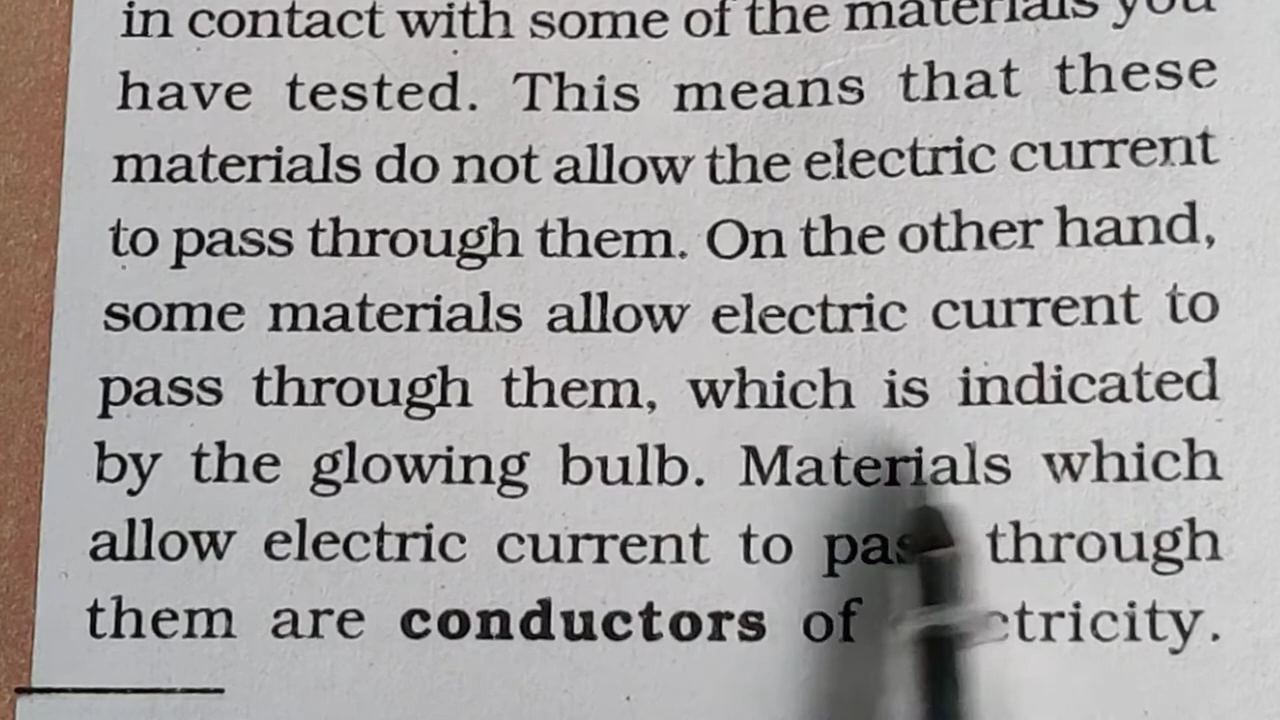 in contact with some of the materials you
have tested. This means that these
materials do not allow the electric current
to pass through them. On the other hand,
some materials allow electric current to
pass through them, which is indicated
by the glowing bulb. Materials which
allow electric current to through
them are conductors of